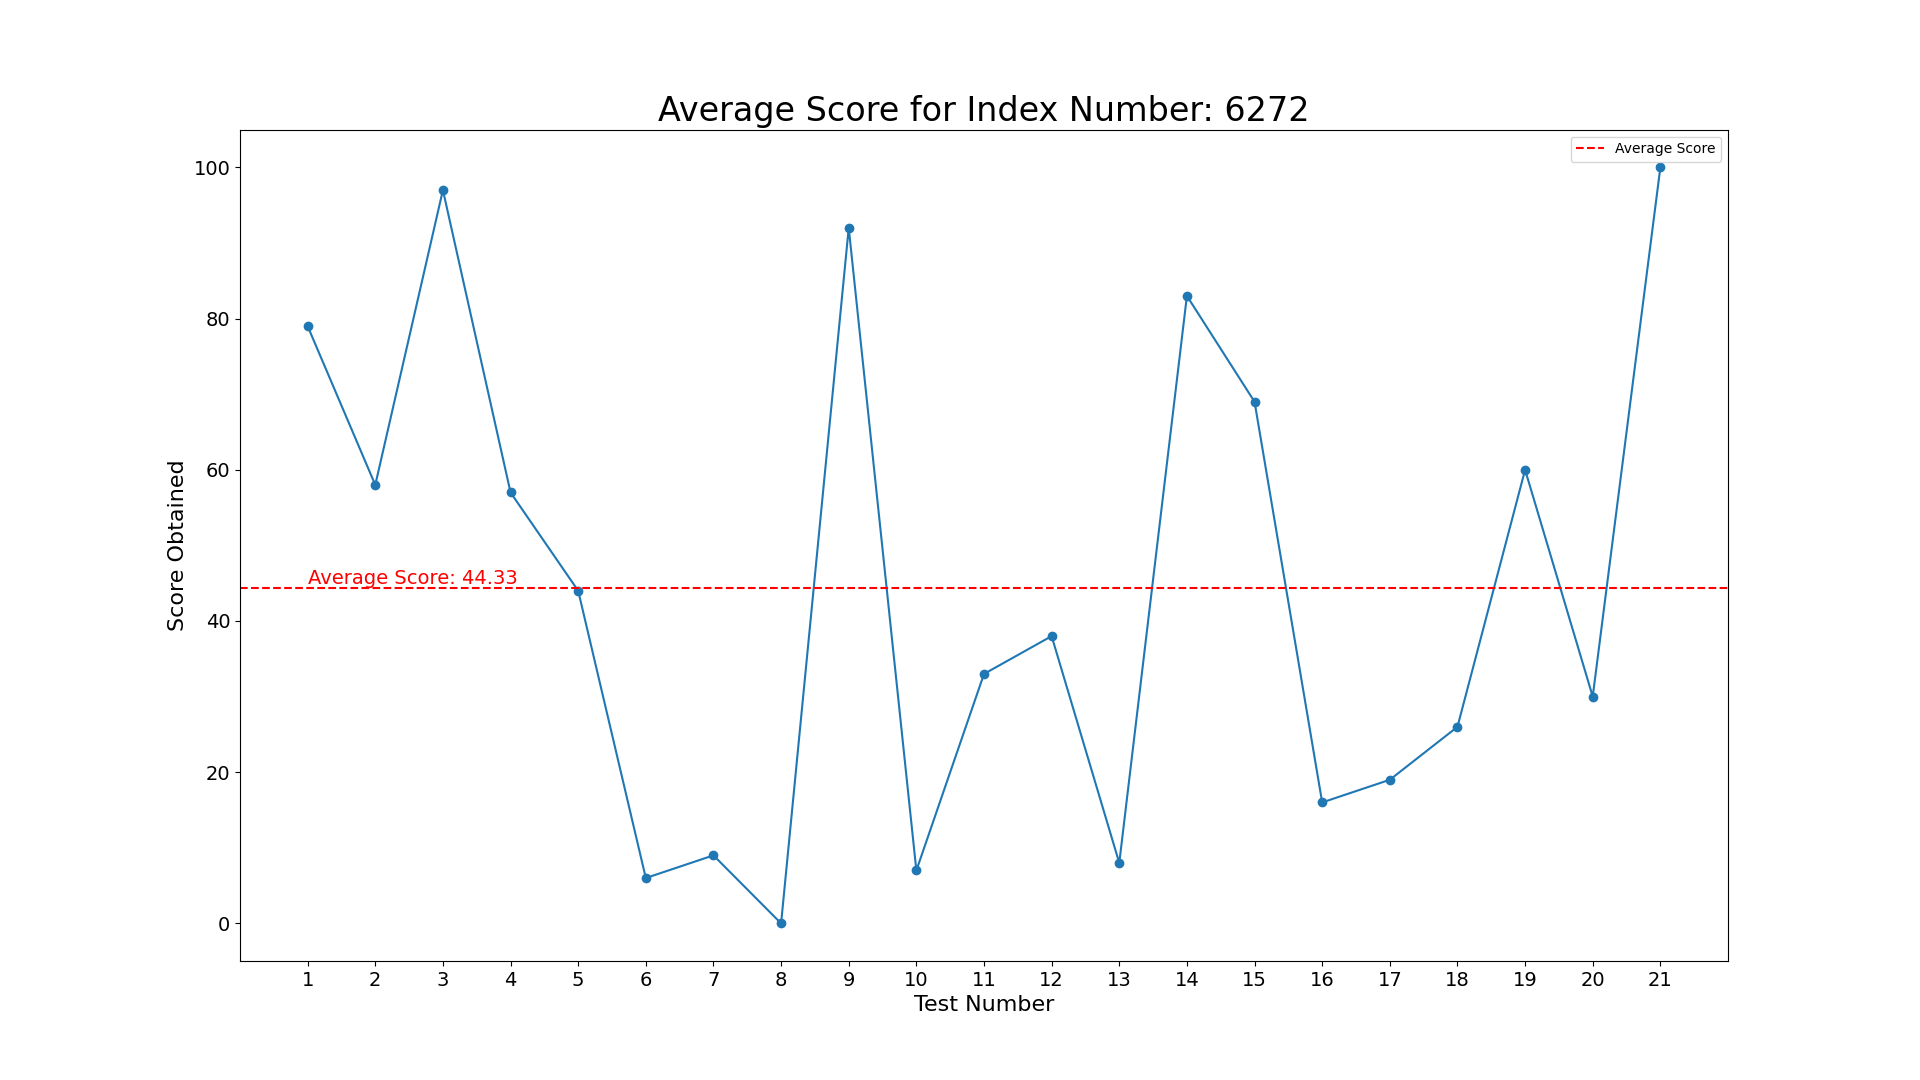 Average Score for Index Number: 6272
Average Score
100
80
60
40
20
0
Score Obtained
Average Score: 44.33
1 2 3 4 5 6 7 8 9 10 11 12 13 14 15 16 17 18 19 20 21
Test Number